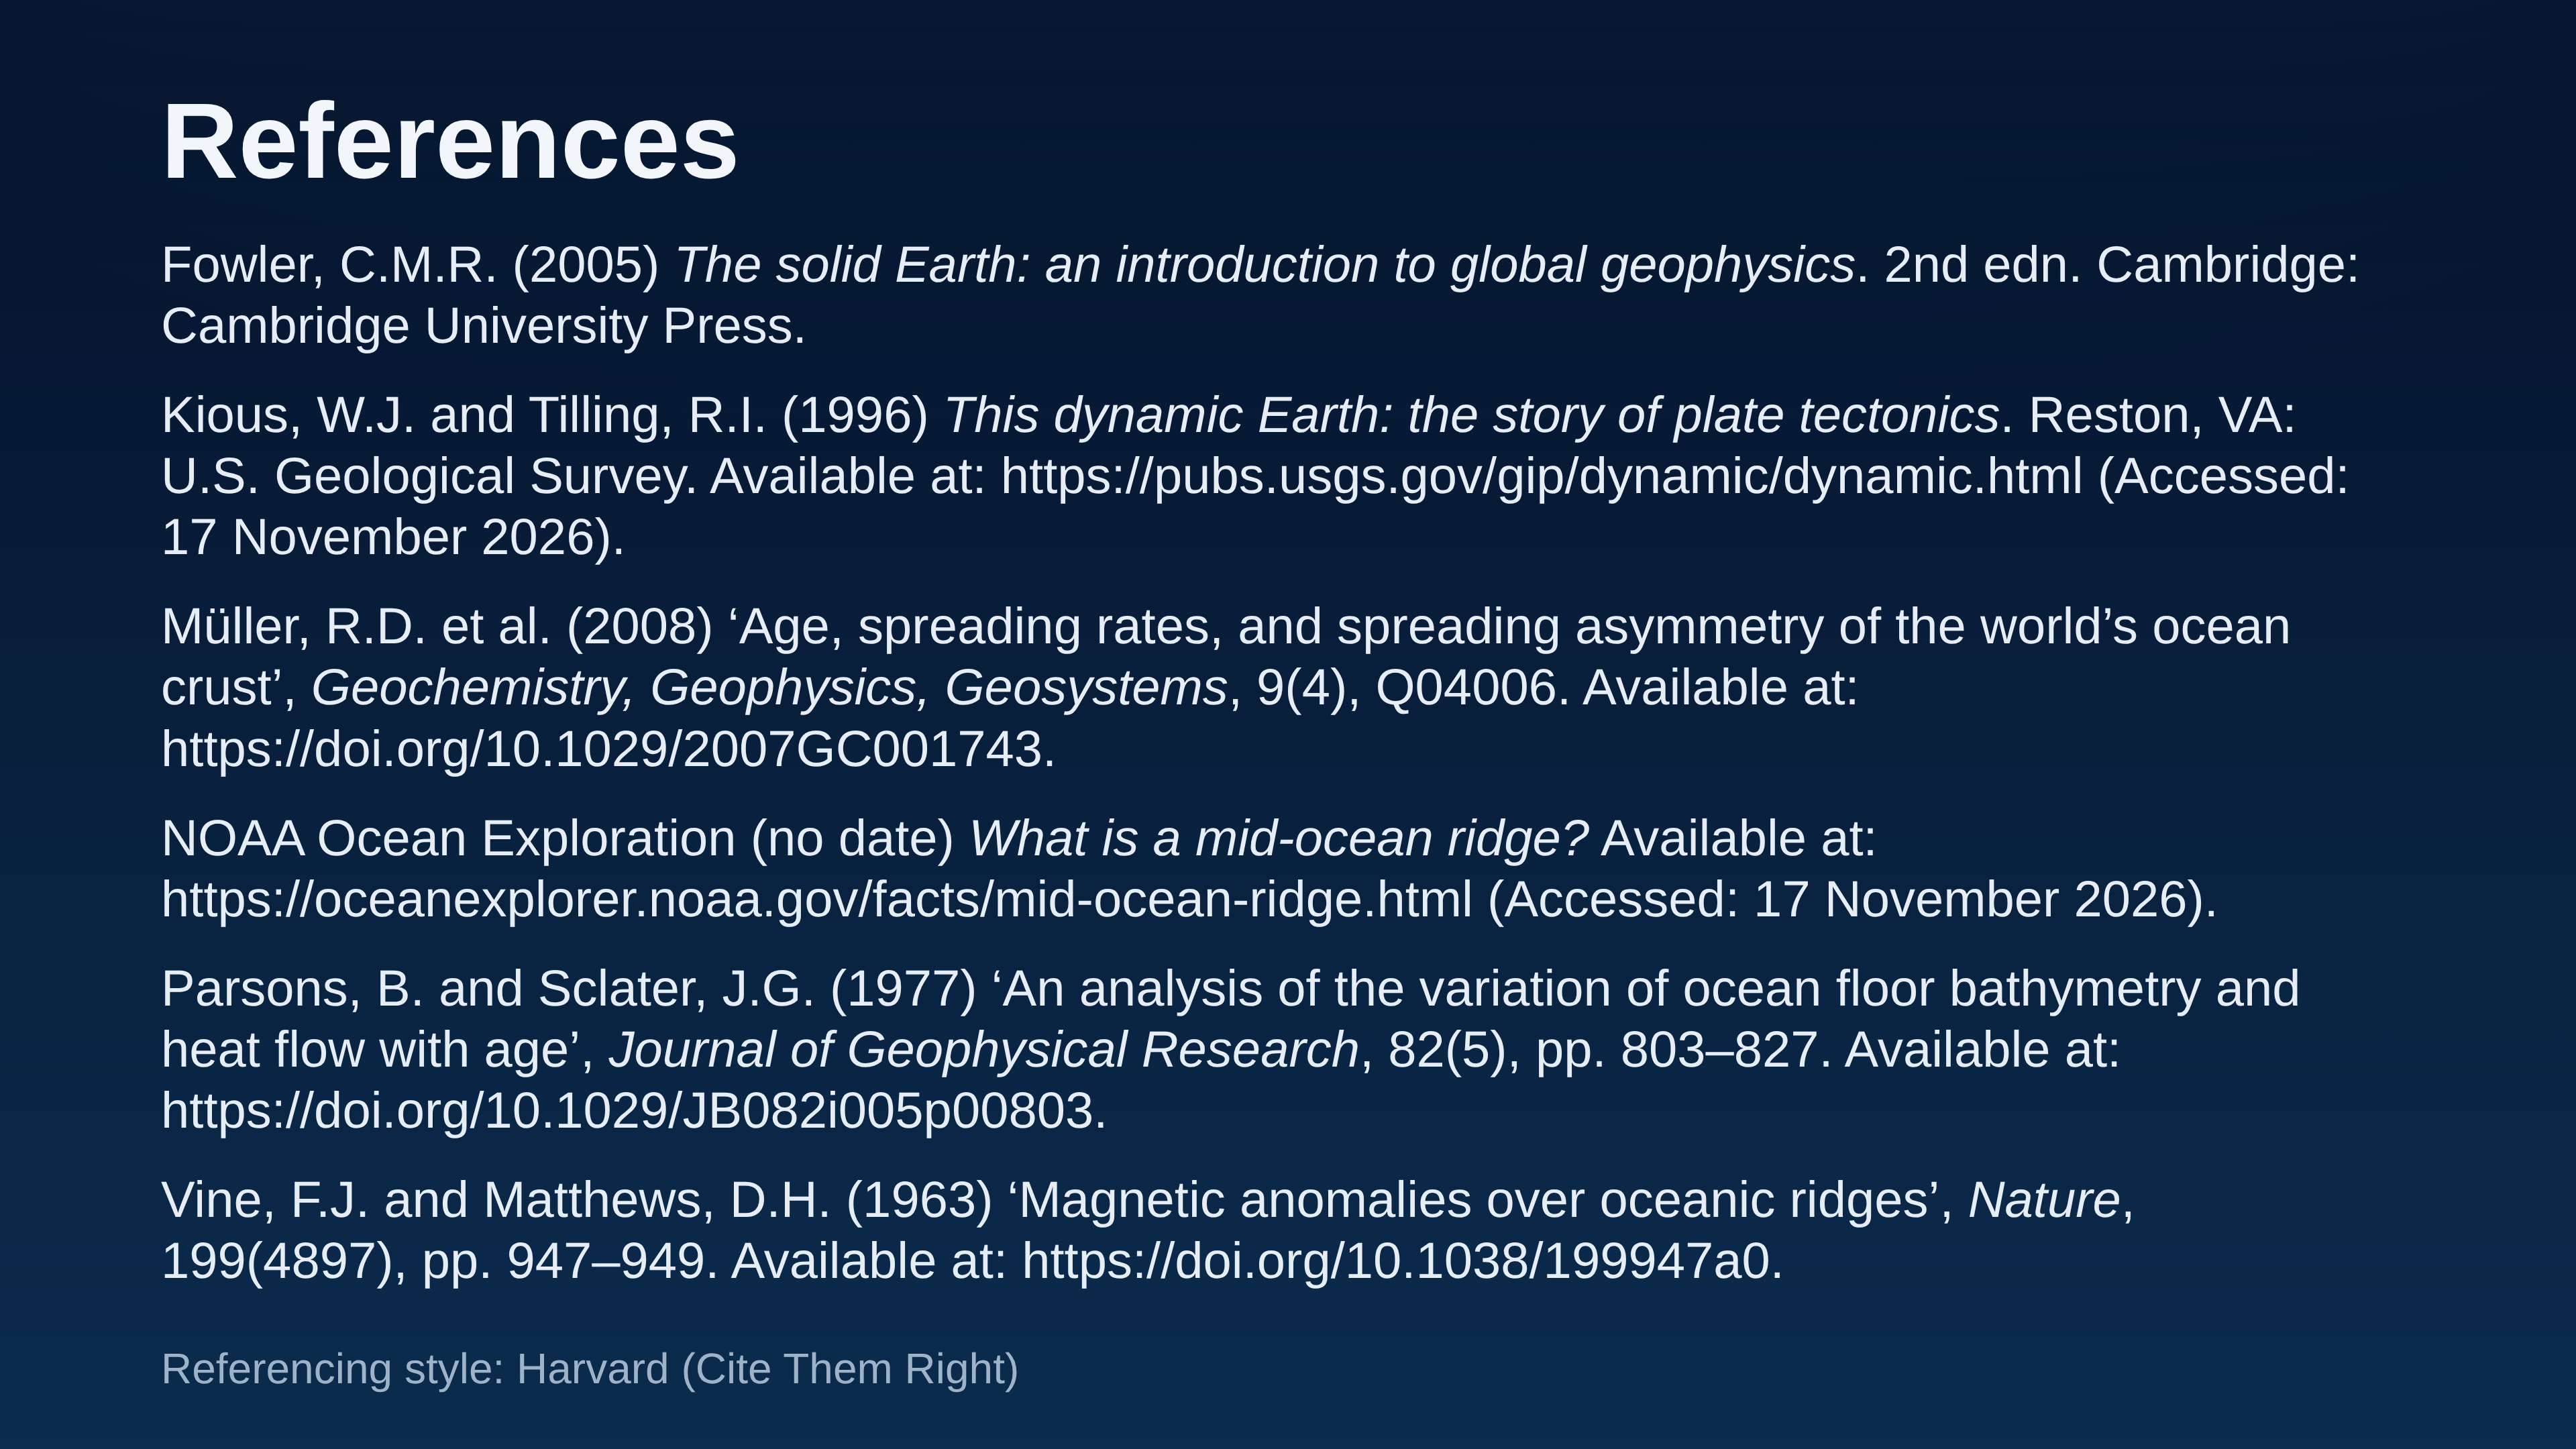 References
Fowler, C.M.R. (2005) The solid Earth: an introduction to global geophysics. 2nd edn. Cambridge:
Cambridge University Press.
Kious, W.J. and Tilling, R.I. (1996) This dynamic Earth: the story of plate tectonics. Reston, VA:
U.S. Geological Survey. Available at: https://pubs.usgs.gov/gip/dynamic/dynamic.html (Accessed:
17 November 2026).
Müller, R.D. et al. (2008) ‘Age, spreading rates, and spreading asymmetry of the world’s ocean
crust’, Geochemistry, Geophysics, Geosystems, 9(4), Q04006. Available at:
https://doi.org/10.1029/2007GC001743.
NOAA Ocean Exploration (no date) What is a mid-ocean ridge? Available at:
https://oceanexplorer.noaa.gov/facts/mid-ocean-ridge.html (Accessed: 17 November 2026).
Parsons, B. and Sclater, J.G. (1977) ‘An analysis of the variation of ocean floor bathymetry and
heat flow with age’, Journal of Geophysical Research, 82(5), pp. 803–827. Available at:
https://doi.org/10.1029/JB082i005p00803.
Vine, F.J. and Matthews, D.H. (1963) ‘Magnetic anomalies over oceanic ridges’, Nature,
199(4897), pp. 947–949. Available at: https://doi.org/10.1038/199947a0.
Referencing style: Harvard (Cite Them Right)